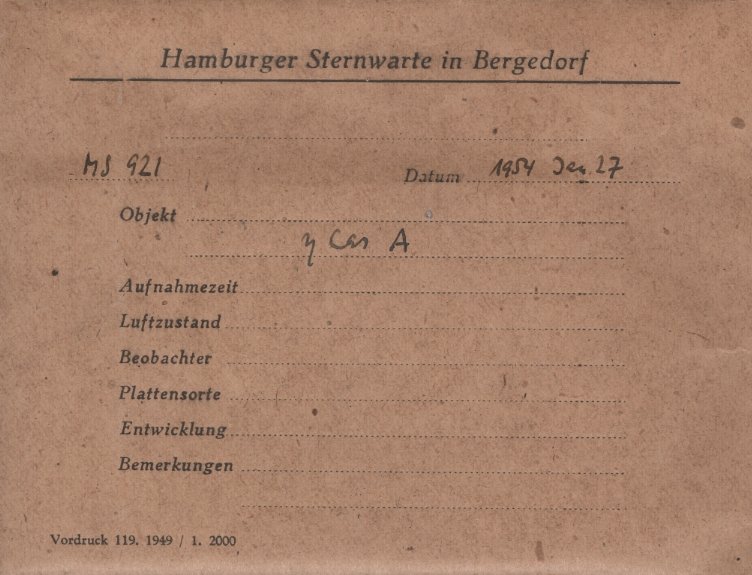 Hamburger Sternwarte in Bergedorf
MS 921 Datum 1954 Jan 27
Objekt
η Cas A
Aufnahmezeit
Luftzustand
Beobachter
Plattensorte
Entwicklung
Bemerkungen
Vordruck 119. 1949 / 1. 2000